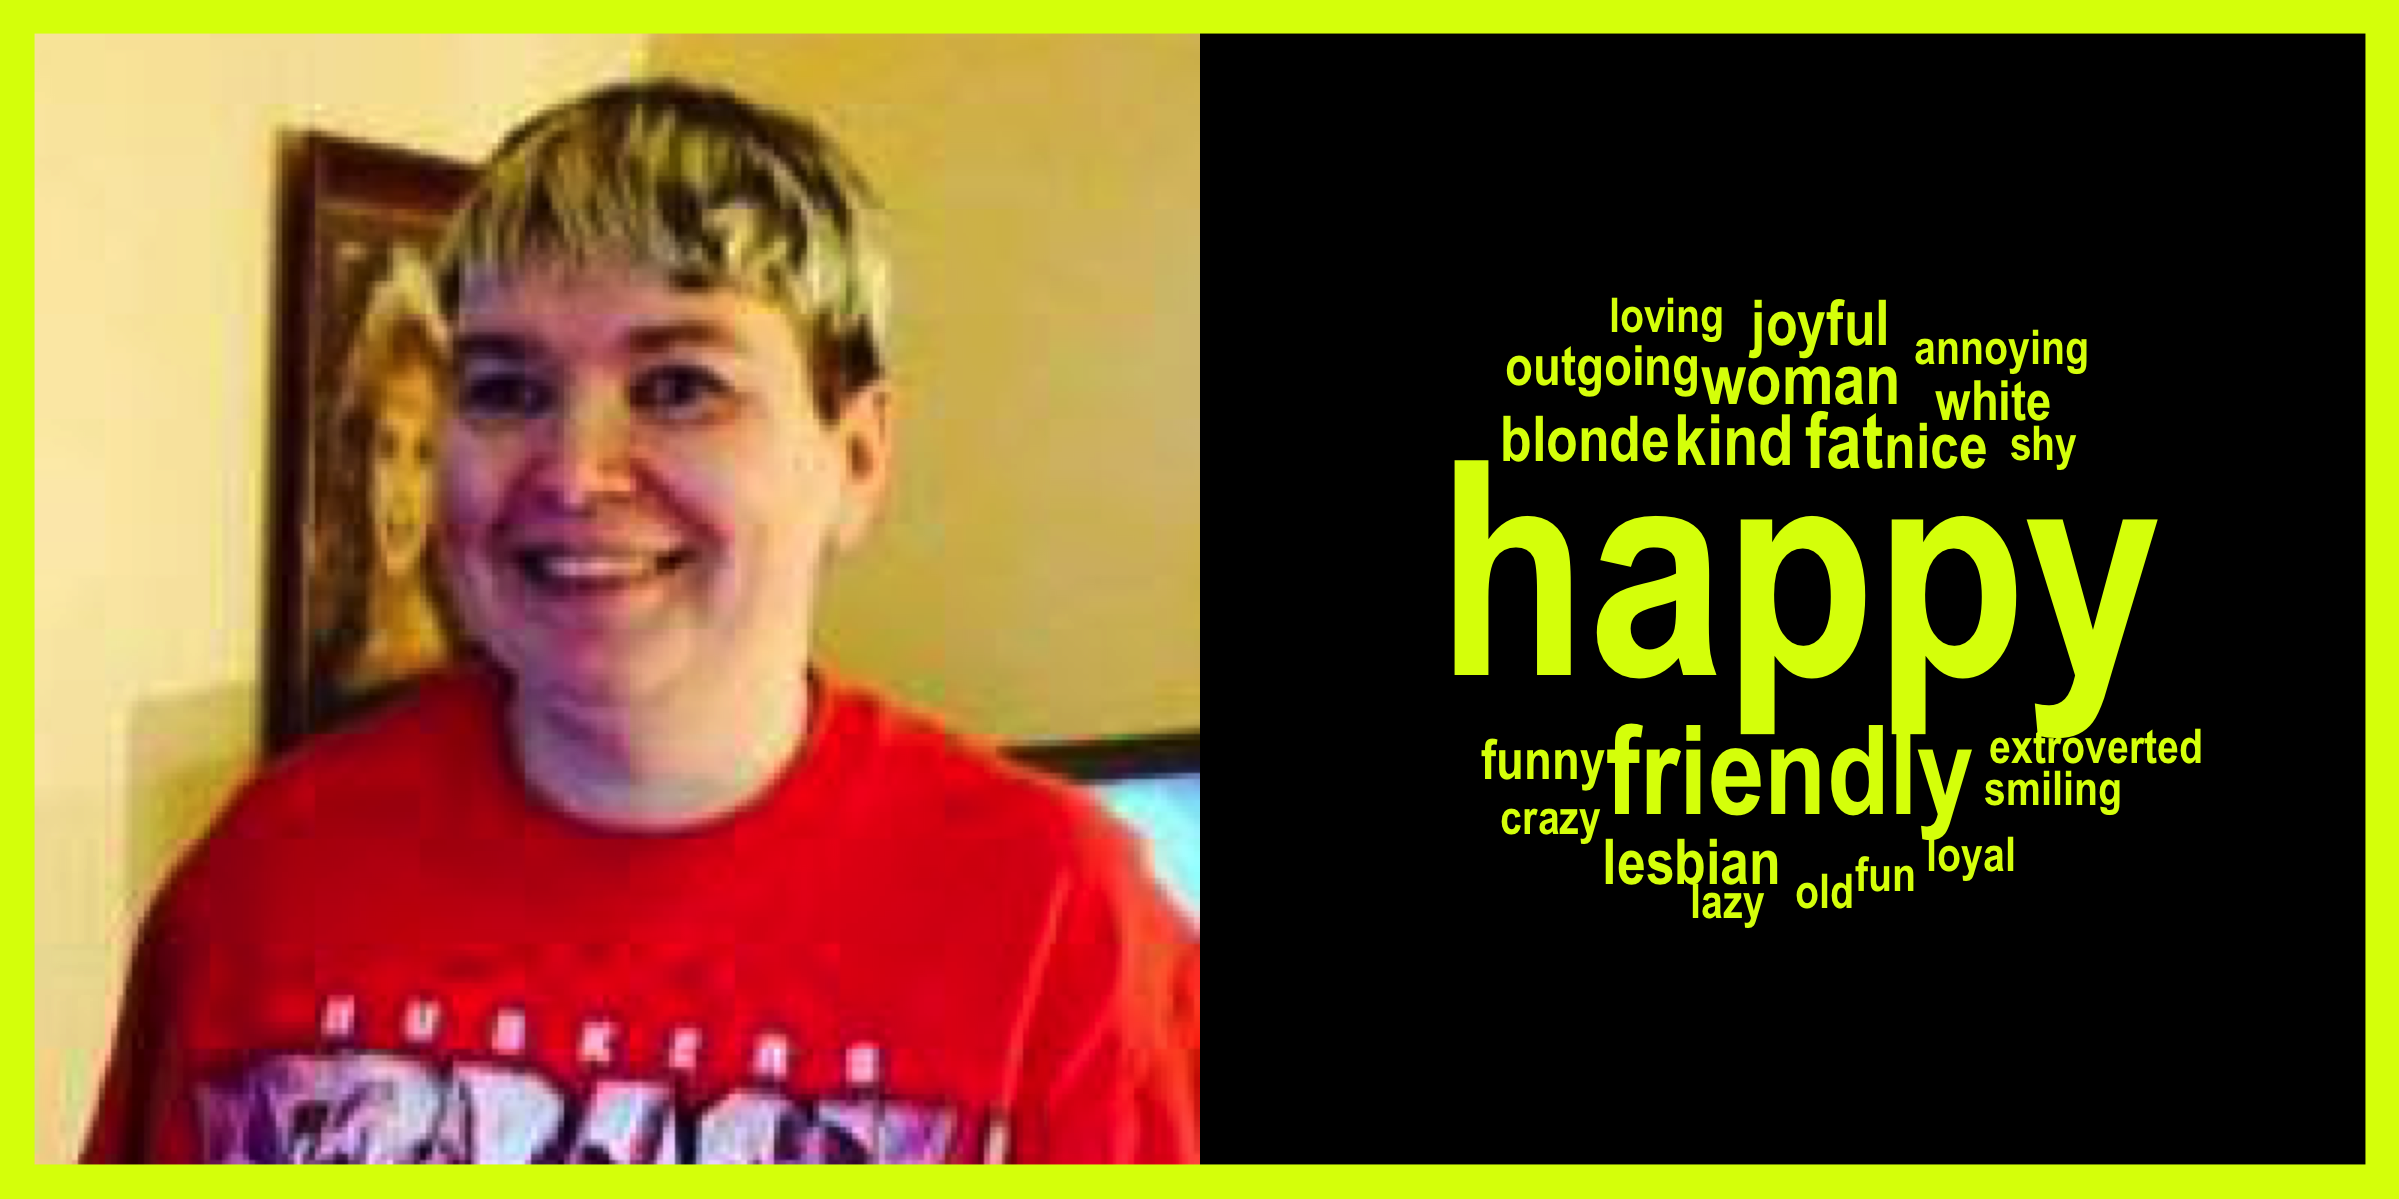 HUSKERS
loving joyful annoying
outgoing woman white
blonde kind fat nice shy
happy
funny friendly extroverted
smiling
crazy
lesbian loyal
lazy old fun